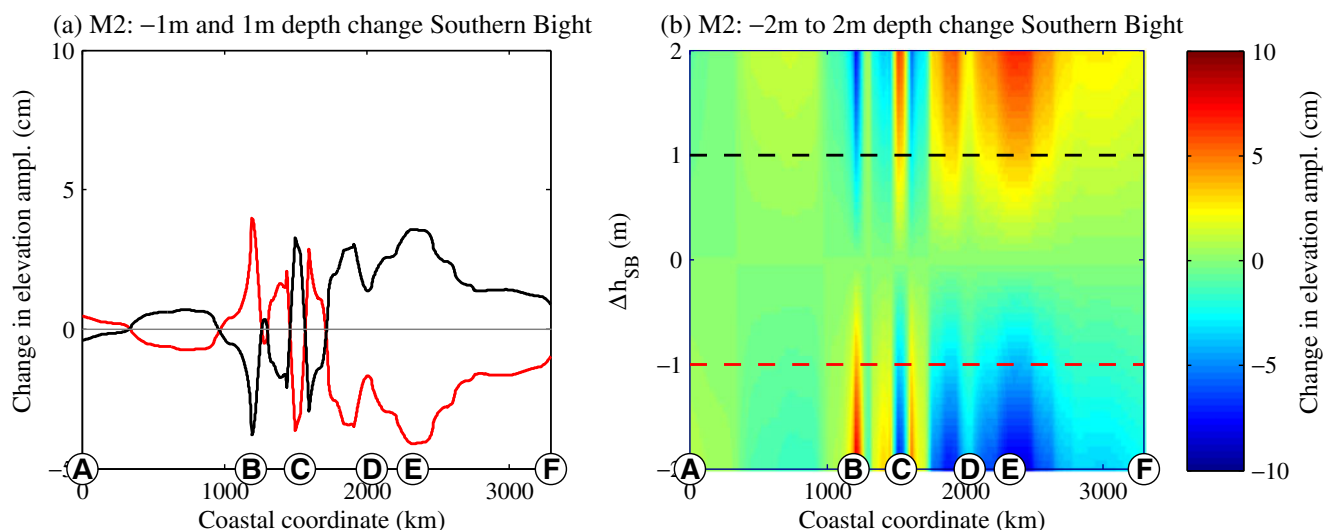 (a) M2: −1m and 1m depth change Southern Bight
(b) M2: −2m to 2m depth change Southern Bight
Change in elevation ampl. (cm)
10
5
0
A B C D E F
0 1000 2000 3000
Coastal coordinate (km)
Δh_SB (m)
2
1
0
−1
A B C D E F
0 1000 2000 3000
Coastal coordinate (km)
10
5
0
−5
−10
Change in elevation ampl. (cm)